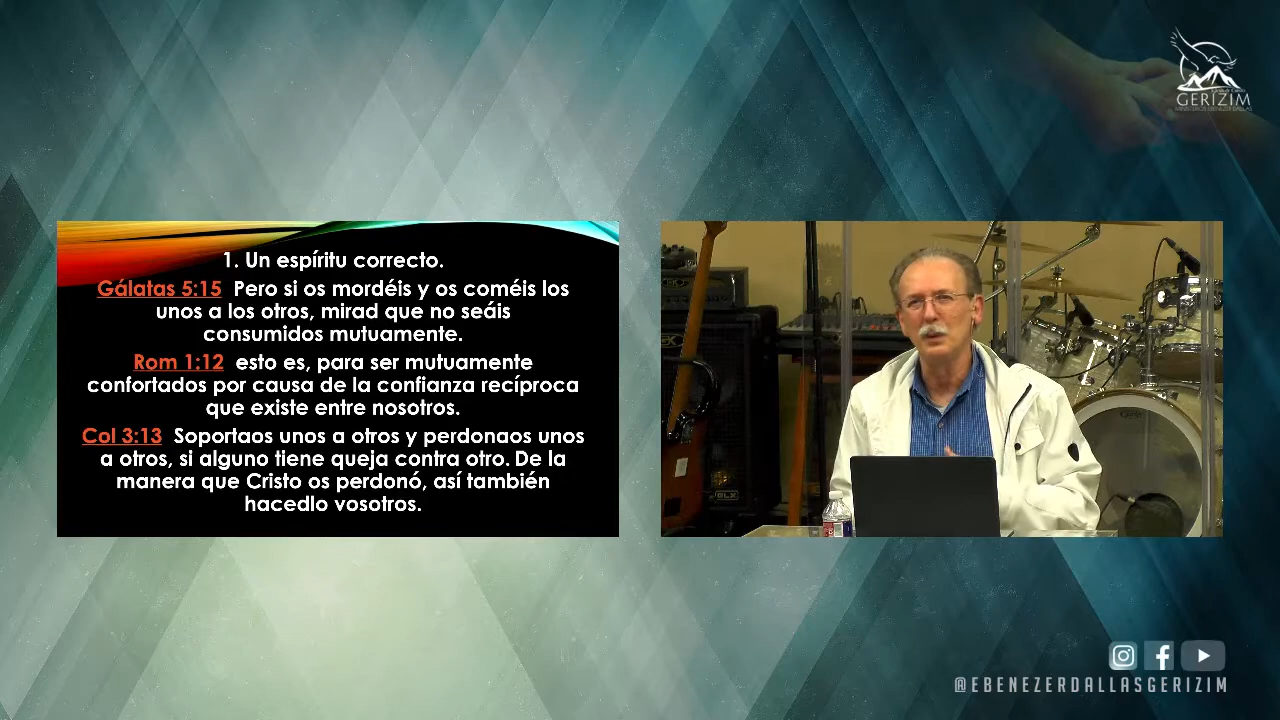 1. Un espíritu correcto.
Gálatas 5:15 Pero si os mordéis y os coméis los
unos a los otros, mirad que no seáis
consumidos mutuamente.
Rom 1:12 esto es, para ser mutuamente
confortados por causa de la confianza recíproca
que existe entre nosotros.
Col 3:13 Soportaos unos a otros y perdonaos unos
a otros, si alguno tiene queja contra otro. De la
manera que Cristo os perdonó, así también
hacedlo vosotros.
GERIZIM
MINISTERIOS EBENEZER DALLAS
@EBENEZERDALLASGERIZIM